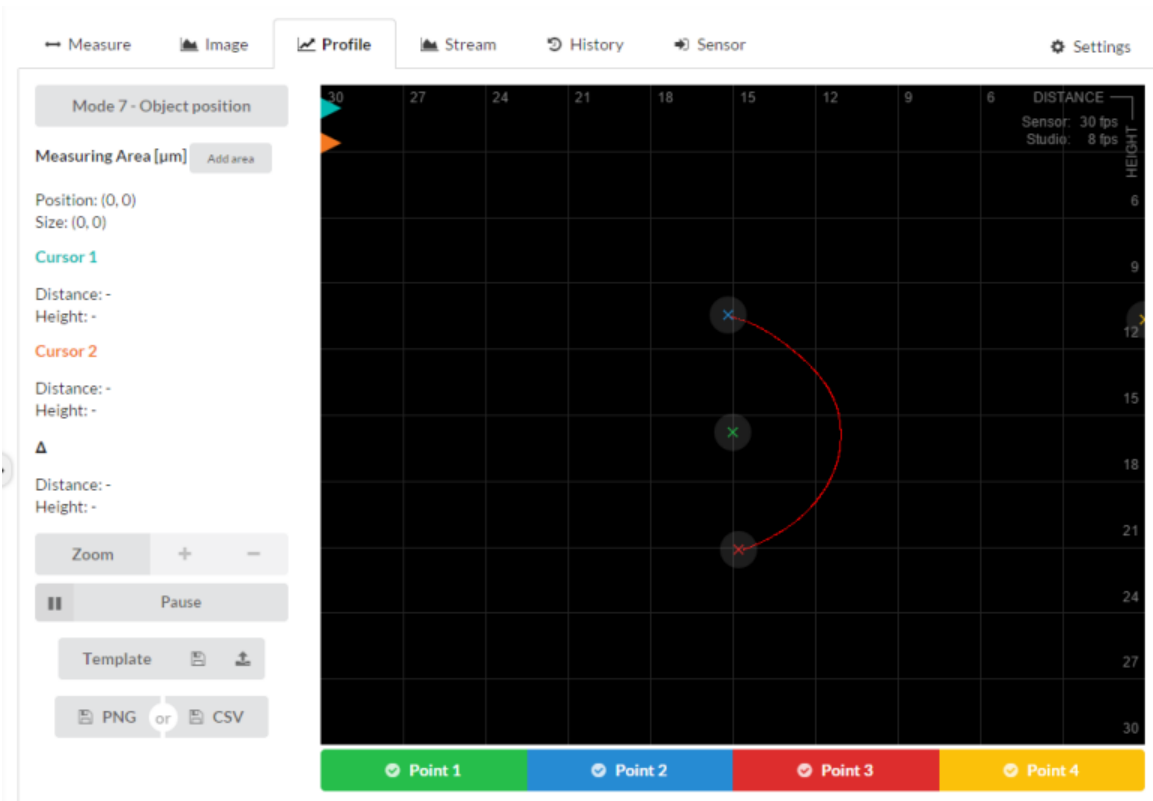 Measure Image Profile Stream History Sensor Settings
Mode 7 - Object position
Measuring Area [µm] Add area
Position: (0, 0)
Size: (0, 0)
Cursor 1
Distance: -
Height: -
Cursor 2
Distance: -
Height: -
Δ
Distance: -
Height: -
Zoom + −
Pause
Template
PNG or CSV
30 27 24 21 18 15 12 9 6 DISTANCE
Sensor: 30 fps
Studio: 8 fps
HEIGHT
6
9
12
15
18
21
24
27
30
Point 1 Point 2 Point 3 Point 4